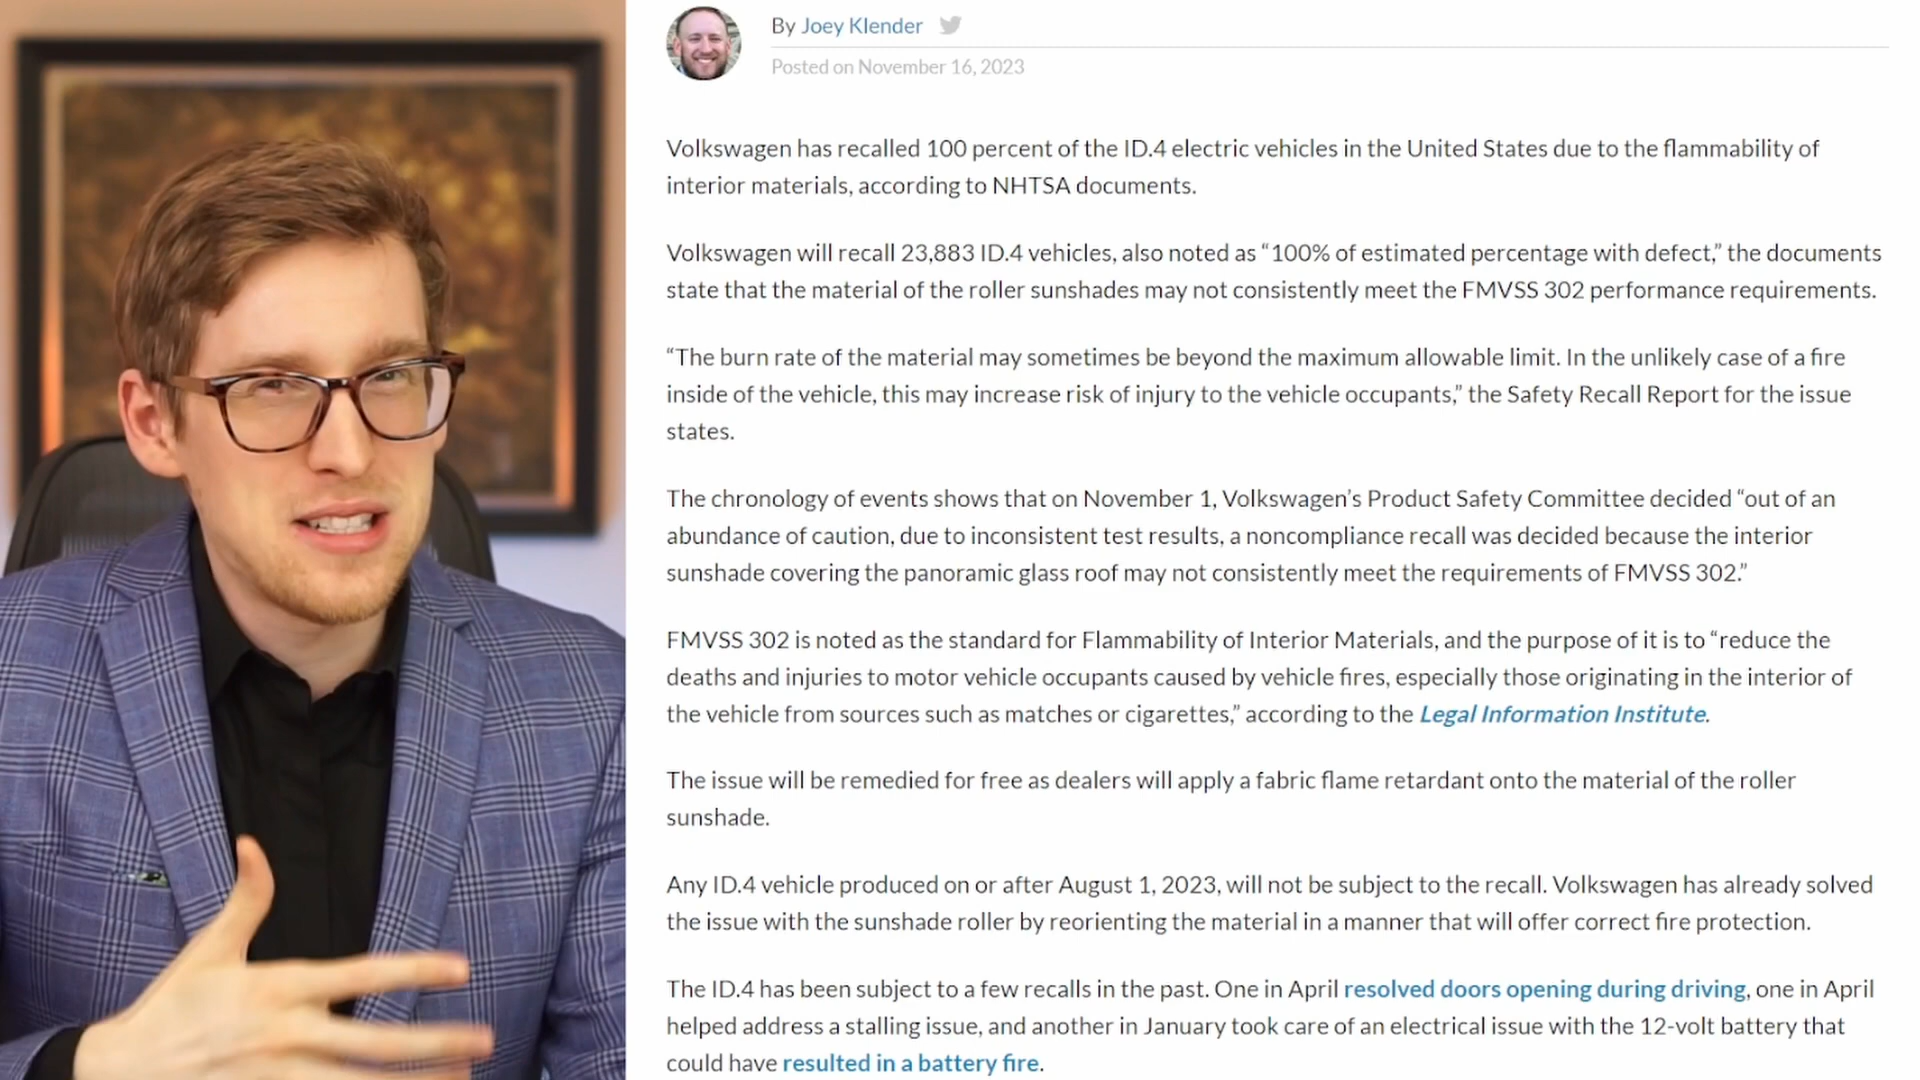 By Joey Klender
Posted on November 16, 2023
Volkswagen has recalled 100 percent of the ID.4 electric vehicles in the United States due to the flammability of
interior materials, according to NHTSA documents.
Volkswagen will recall 23,883 ID.4 vehicles, also noted as “100% of estimated percentage with defect,” the documents
state that the material of the roller sunshades may not consistently meet the FMVSS 302 performance requirements.
“The burn rate of the material may sometimes be beyond the maximum allowable limit. In the unlikely case of a fire
inside of the vehicle, this may increase risk of injury to the vehicle occupants,” the Safety Recall Report for the issue
states.
The chronology of events shows that on November 1, Volkswagen’s Product Safety Committee decided “out of an
abundance of caution, due to inconsistent test results, a noncompliance recall was decided because the interior
sunshade covering the panoramic glass roof may not consistently meet the requirements of FMVSS 302.”
FMVSS 302 is noted as the standard for Flammability of Interior Materials, and the purpose of it is to “reduce the
deaths and injuries to motor vehicle occupants caused by vehicle fires, especially those originating in the interior of
the vehicle from sources such as matches or cigarettes,” according to the Legal Information Institute.
The issue will be remedied for free as dealers will apply a fabric flame retardant onto the material of the roller
sunshade.
Any ID.4 vehicle produced on or after August 1, 2023, will not be subject to the recall. Volkswagen has already solved
the issue with the sunshade roller by reorienting the material in a manner that will offer correct fire protection.
The ID.4 has been subject to a few recalls in the past. One in April resolved doors opening during driving, one in April
helped address a stalling issue, and another in January took care of an electrical issue with the 12-volt battery that
could have resulted in a battery fire.